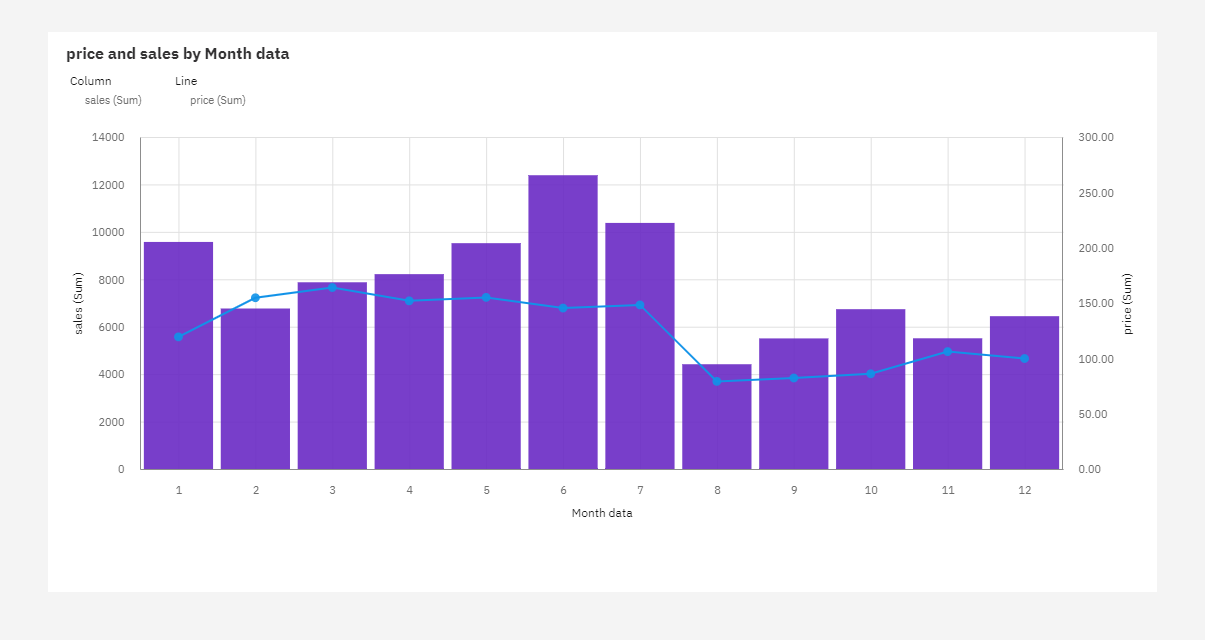 price and sales by Month data
Column Line
sales (Sum) price (Sum)
14000 300.00
12000 250.00
10000 200.00
8000 150.00
6000 100.00
4000 50.00
2000 0.00
0
sales (Sum)
price (Sum)
1 2 3 4 5 6 7 8 9 10 11 12
Month data